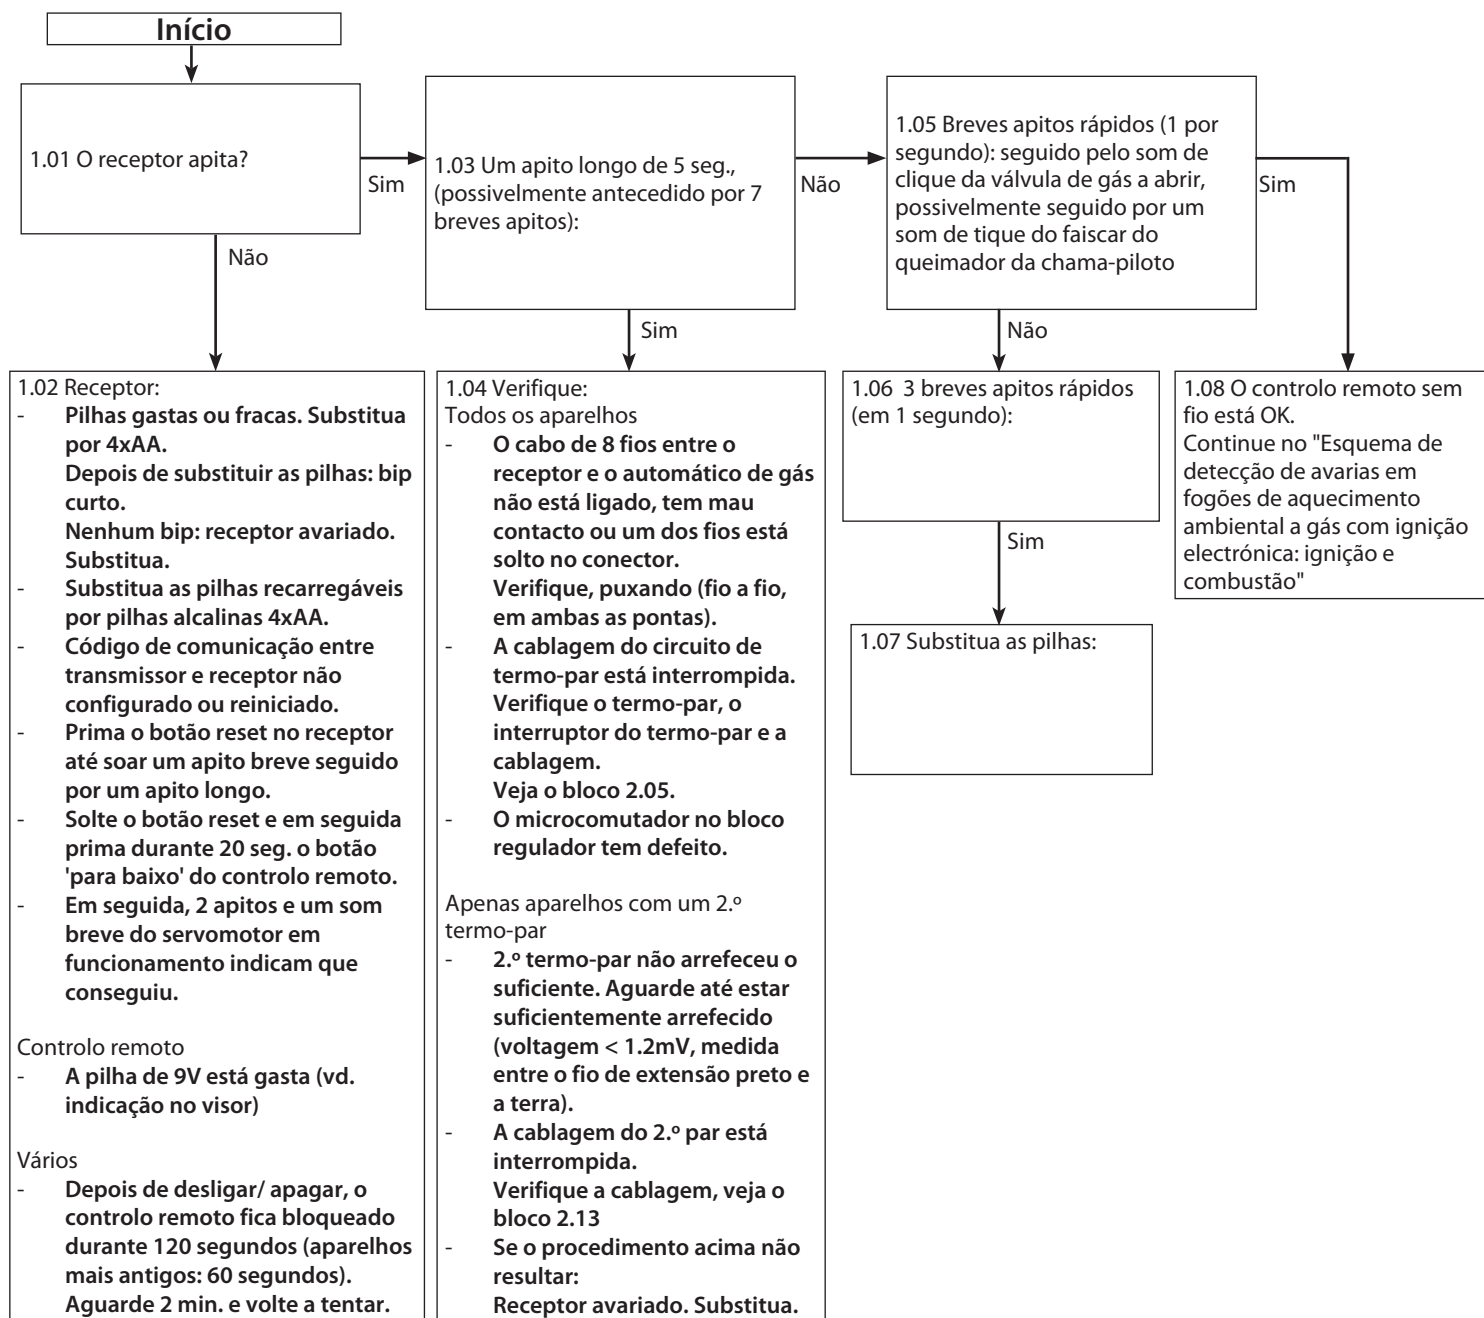 Início
1.01 O receptor apita?
Sim
Não
1.03 Um apito longo de 5 seg.,
(possivelmente antecedido por 7
breves apitos):
Não
Sim
1.05 Breves apitos rápidos (1 por
segundo): seguido pelo som de
clique da válvula de gás a abrir,
possivelmente seguido por um
som de tique do faiscar do
queimador da chama-piloto
Sim
Não
1.02 Receptor:
- Pilhas gastas ou fracas. Substitua
por 4xAA.
Depois de substituir as pilhas: bip
curto.
Nenhum bip: receptor avariado.
Substitua.
- Substitua as pilhas recarregáveis
por pilhas alcalinas 4xAA.
- Código de comunicação entre
transmissor e receptor não
configurado ou reiniciado.
- Prima o botão reset no receptor
até soar um apito breve seguido
por um apito longo.
- Solte o botão reset e em seguida
prima durante 20 seg. o botão
'para baixo' do controlo remoto.
- Em seguida, 2 apitos e um som
breve do servomotor em
funcionamento indicam que
conseguiu.
Controlo remoto
- A pilha de 9V está gasta (vd.
indicação no visor)
Vários
- Depois de desligar/ apagar, o
controlo remoto fica bloqueado
durante 120 segundos (aparelhos
mais antigos: 60 segundos).
Aguarde 2 min. e volte a tentar.
1.04 Verifique:
Todos os aparelhos
- O cabo de 8 fios entre o
receptor e o automático de gás
não está ligado, tem mau
contacto ou um dos fios está
solto no conector.
Verifique, puxando (fio a fio,
em ambas as pontas).
- A cablagem do circuito de
termo-par está interrompida.
Verifique o termo-par, o
interruptor do termo-par e a
cablagem.
Veja o bloco 2.05.
- O microcomutador no bloco
regulador tem defeito.
Apenas aparelhos com um 2.º
termo-par
- 2.º termo-par não arrefeceu o
suficiente. Aguarde até estar
suficientemente arrefecido
(voltagem < 1.2mV, medida
entre o fio de extensão preto e
a terra).
- A cablagem do 2.º par está
interrompida.
Verifique a cablagem, veja o
bloco 2.13
- Se o procedimento acima não
resultar:
Receptor avariado. Substitua.
1.06 3 breves apitos rápidos
(em 1 segundo):
Sim
1.07 Substitua as pilhas:
1.08 O controlo remoto sem
fio está OK.
Continue no "Esquema de
detecção de avarias em
fogões de aquecimento
ambiental a gás com ignição
electrónica: ignição e
combustão"